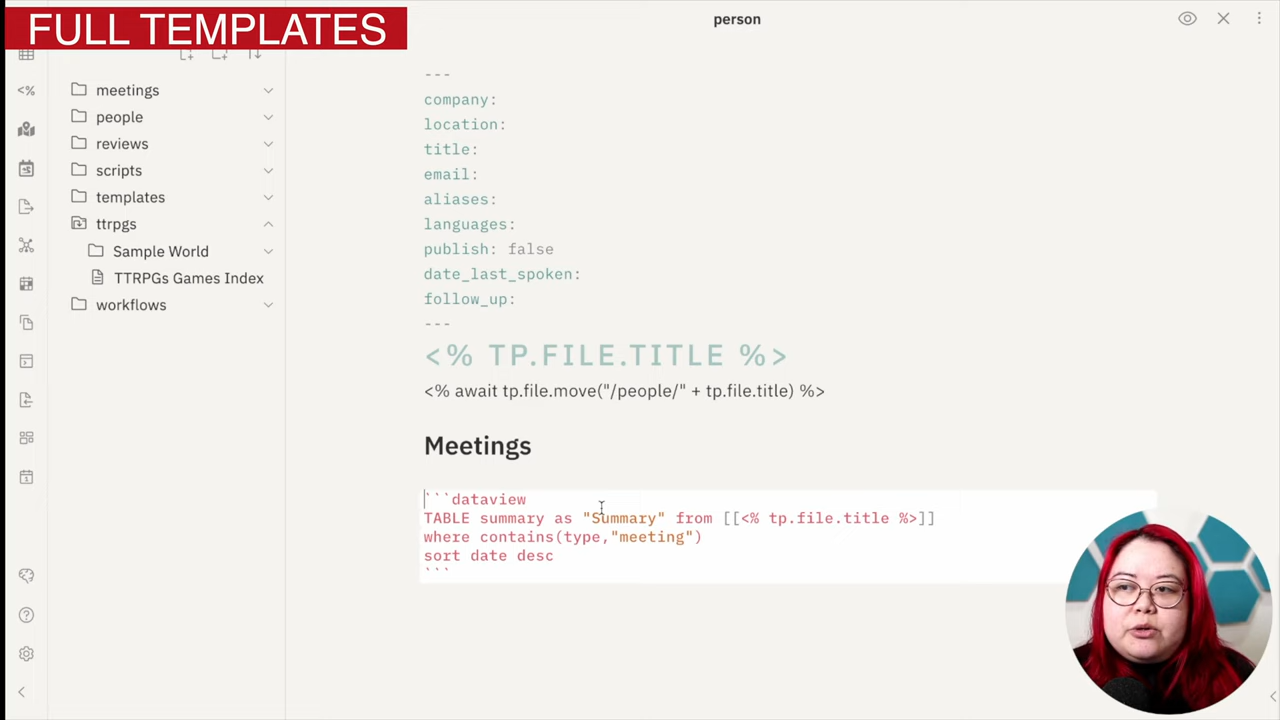 FULL TEMPLATES
person
<%
meetings
people
reviews
scripts
templates
ttrpgs
Sample World
TTRPGs Games Index
workflows
---
company:
location:
title:
email:
aliases:
languages:
publish: false
date_last_spoken:
follow_up:
---
<% TP.FILE.TITLE %>
<% await tp.file.move("/people/" + tp.file.title) %>
Meetings
```dataview
TABLE summary as "Summary" from [[<% tp.file.title %>]]
where contains(type,"meeting")
sort date desc
```